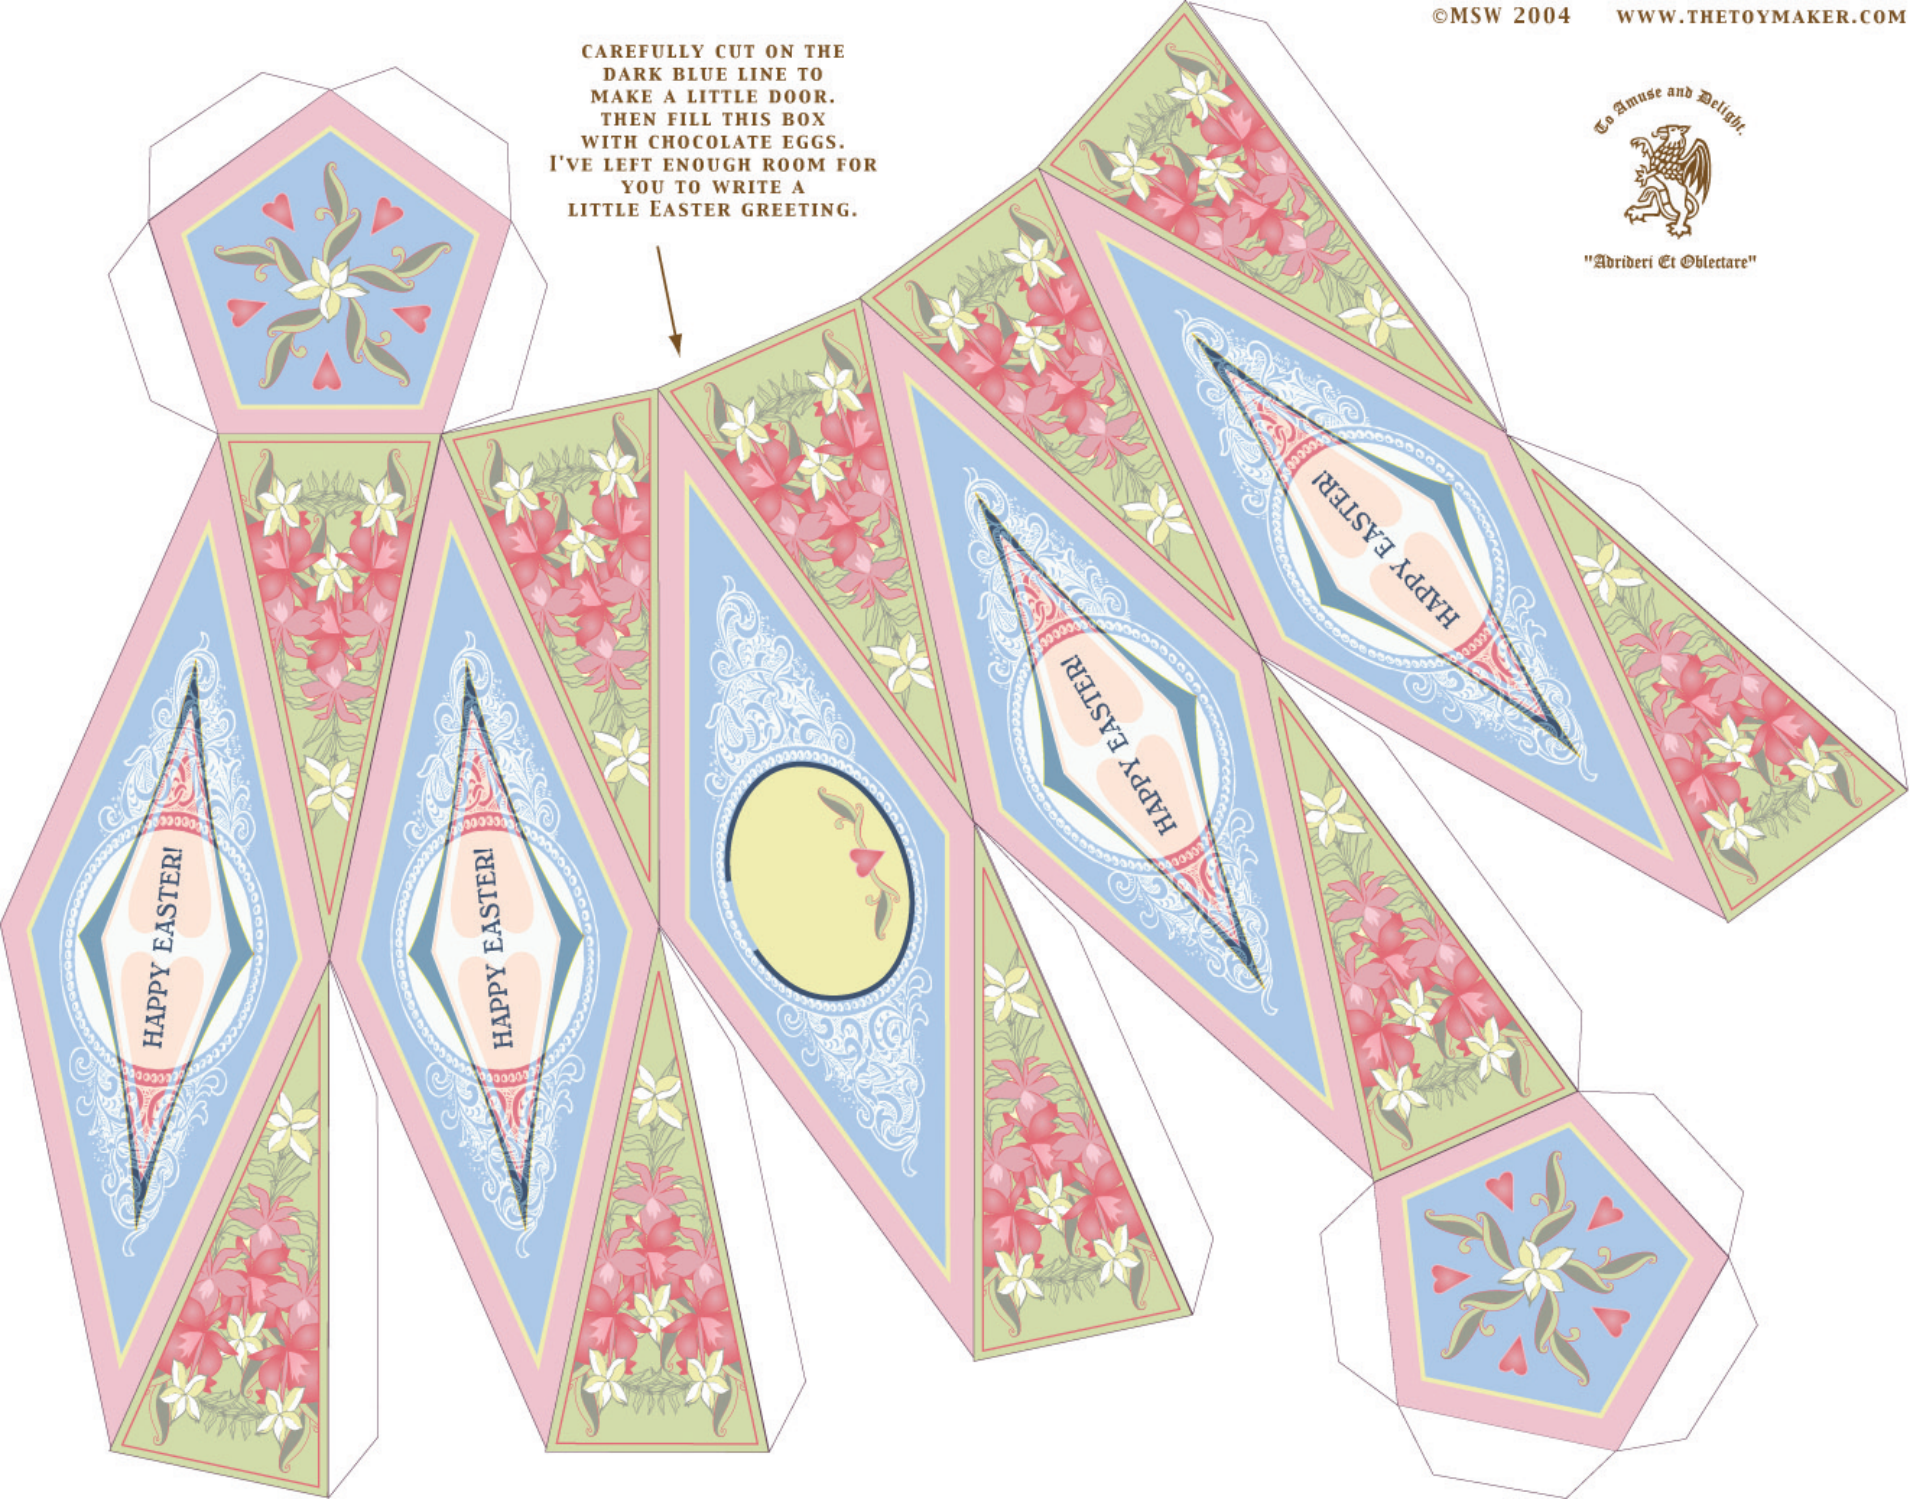 ©MSW 2004 WWW.THETOYMAKER.COM
CAREFULLY CUT ON THE
DARK BLUE LINE TO
MAKE A LITTLE DOOR.
THEN FILL THIS BOX
WITH CHOCOLATE EGGS.
I'VE LEFT ENOUGH ROOM FOR
YOU TO WRITE A
LITTLE EASTER GREETING.
To Amuse and Delight.
"Adrideri Et Oblectare"
HAPPY EASTER!
HAPPY EASTER!
HAPPY EASTER!
HAPPY EASTER!